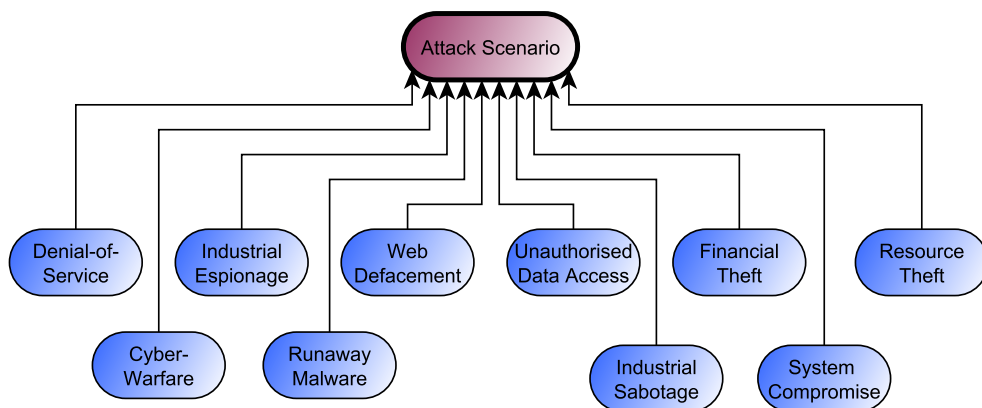 Attack Scenario
Denial-of-
Service
Industrial
Espionage
Web
Defacement
Unauthorised
Data Access
Financial
Theft
Resource
Theft
Cyber-
Warfare
Runaway
Malware
Industrial
Sabotage
System
Compromise